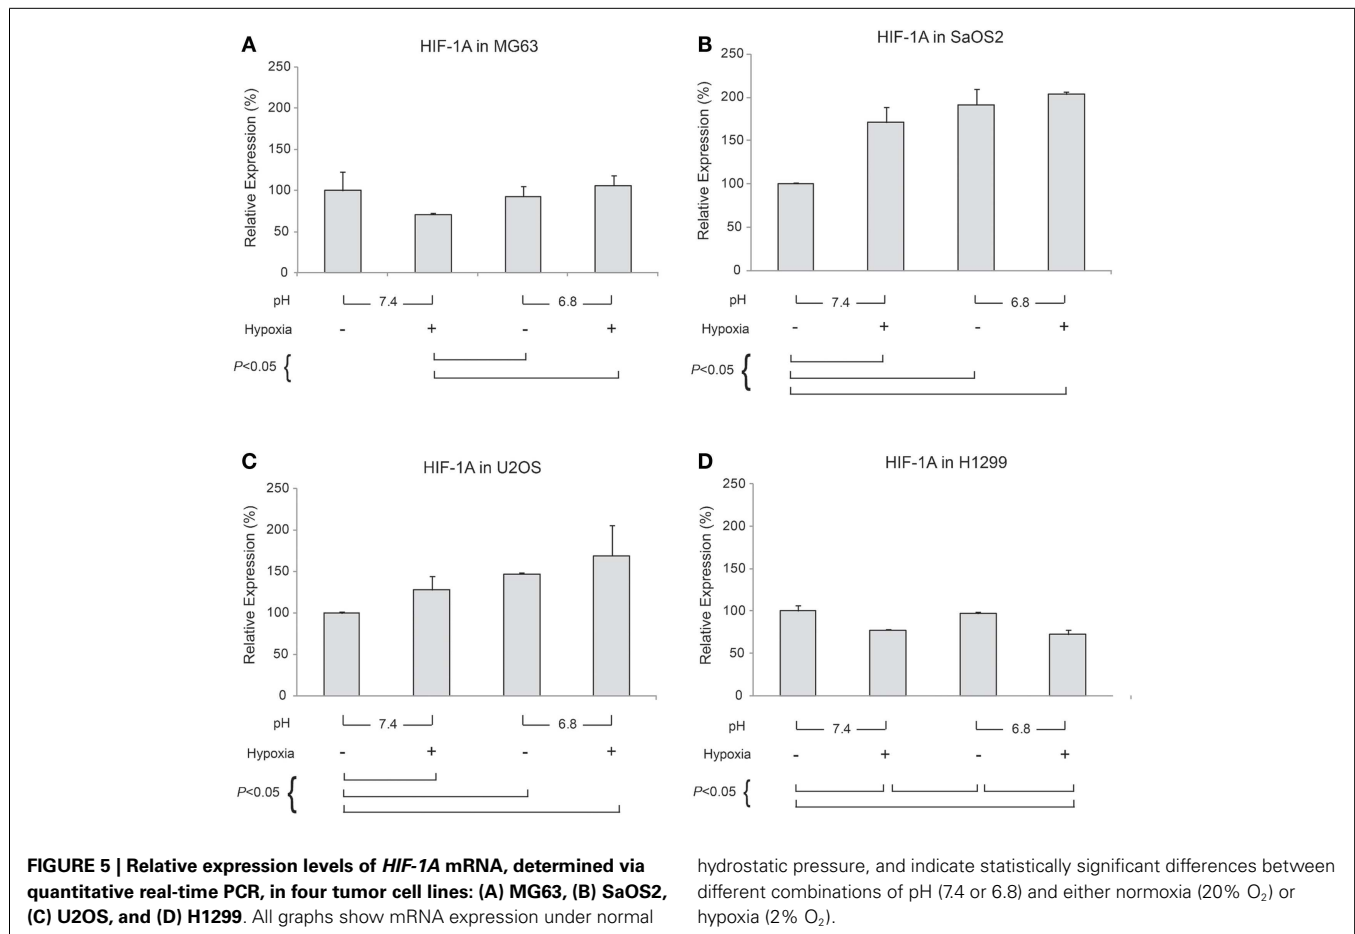 A
HIF-1A in MG63
Relative Expression (%)
250
200
150
100
50
0
pH 7.4 6.8
Hypoxia - + - +
P<0.05 {
B
HIF-1A in SaOS2
Relative Expression (%)
250
200
150
100
50
0
pH 7.4 6.8
Hypoxia - + - +
P<0.05 {
C
HIF-1A in U2OS
Relative Expression (%)
250
200
150
100
50
0
pH 7.4 6.8
Hypoxia - + - +
P<0.05 {
D
HIF-1A in H1299
Relative Expression (%)
250
200
150
100
50
0
pH 7.4 6.8
Hypoxia - + - +
P<0.05 {
FIGURE 5 | Relative expression levels of HIF-1A mRNA, determined via
quantitative real-time PCR, in four tumor cell lines: (A) MG63, (B) SaOS2,
(C) U2OS, and (D) H1299. All graphs show mRNA expression under normal
hydrostatic pressure, and indicate statistically significant differences between
different combinations of pH (7.4 or 6.8) and either normoxia (20% O₂) or
hypoxia (2% O₂).